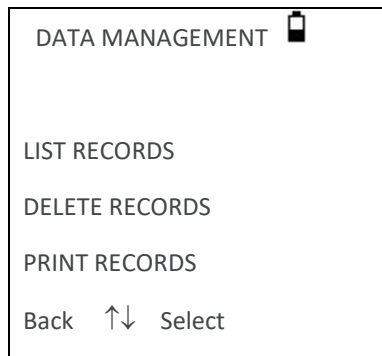 DATA MANAGEMENT
LIST RECORDS
DELETE RECORDS
PRINT RECORDS
Back ↑↓ Select